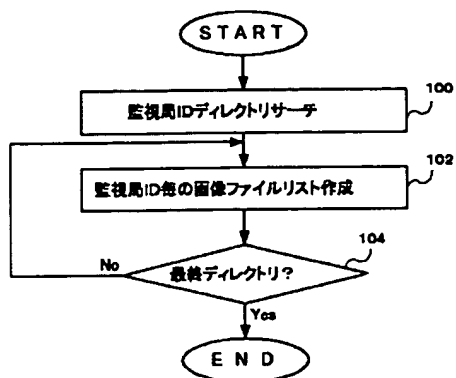 START
監視局IDディレクトリサーチ
100
監視局ID毎の画像ファイルリスト作成
102
最終ディレクトリ?
104
No
Yes
END